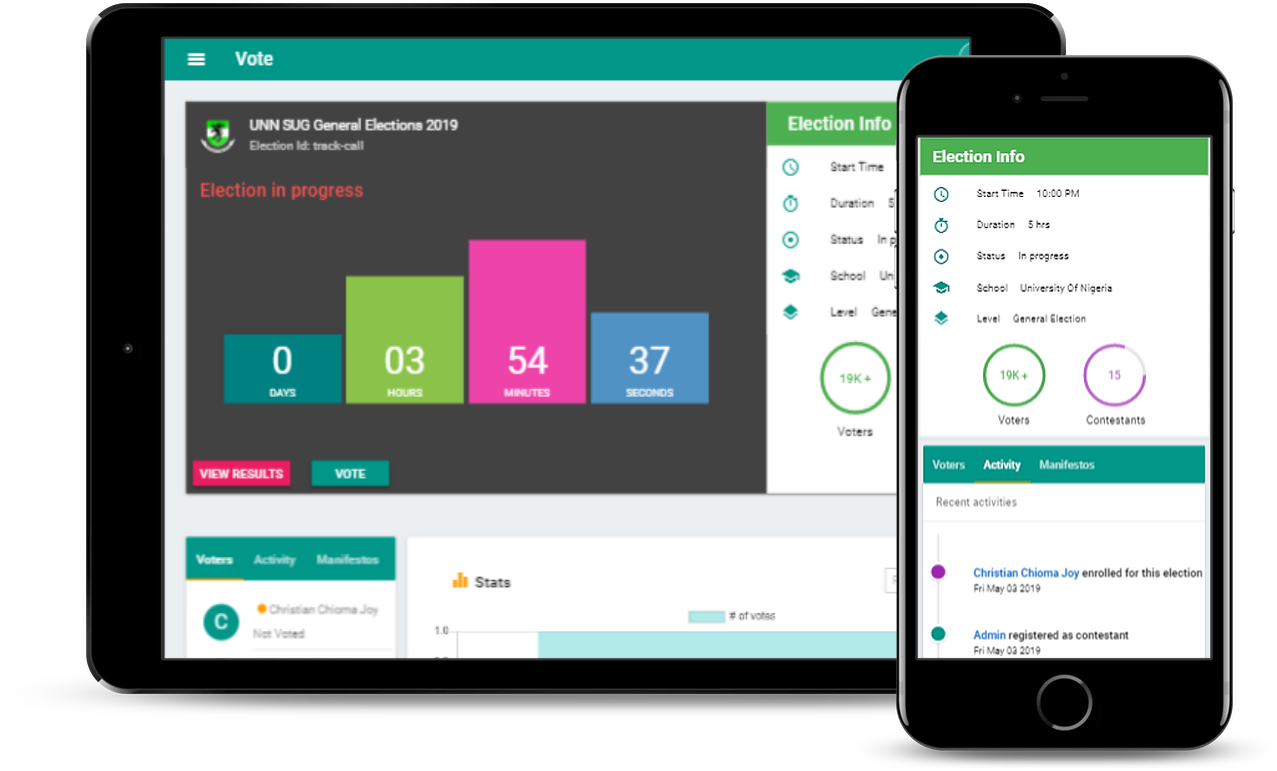 Vote
UNN SUG General Elections 2019
Election Id: track-call
Election in progress
0
DAYS
03
HOURS
54
MINUTES
37
SECONDS
VIEW RESULTS
VOTE
Election Info
Start Time
Duration 5
Status In p
School Un
Level Gene
19K+
Voters
Voters Activity Manifestos
C
Christian Chioma Joy
Not Voted
Stats
# of votes
1.0
Election Info
Start Time 10:00 PM
Duration 5 hrs
Status In progress
School University Of Nigeria
Level General Election
19K+
Voters
15
Contestants
Voters Activity Manifestos
Recent activities
Christian Chioma Joy enrolled for this election
Fri May 03 2019
Admin registered as contestant
Fri May 03 2019